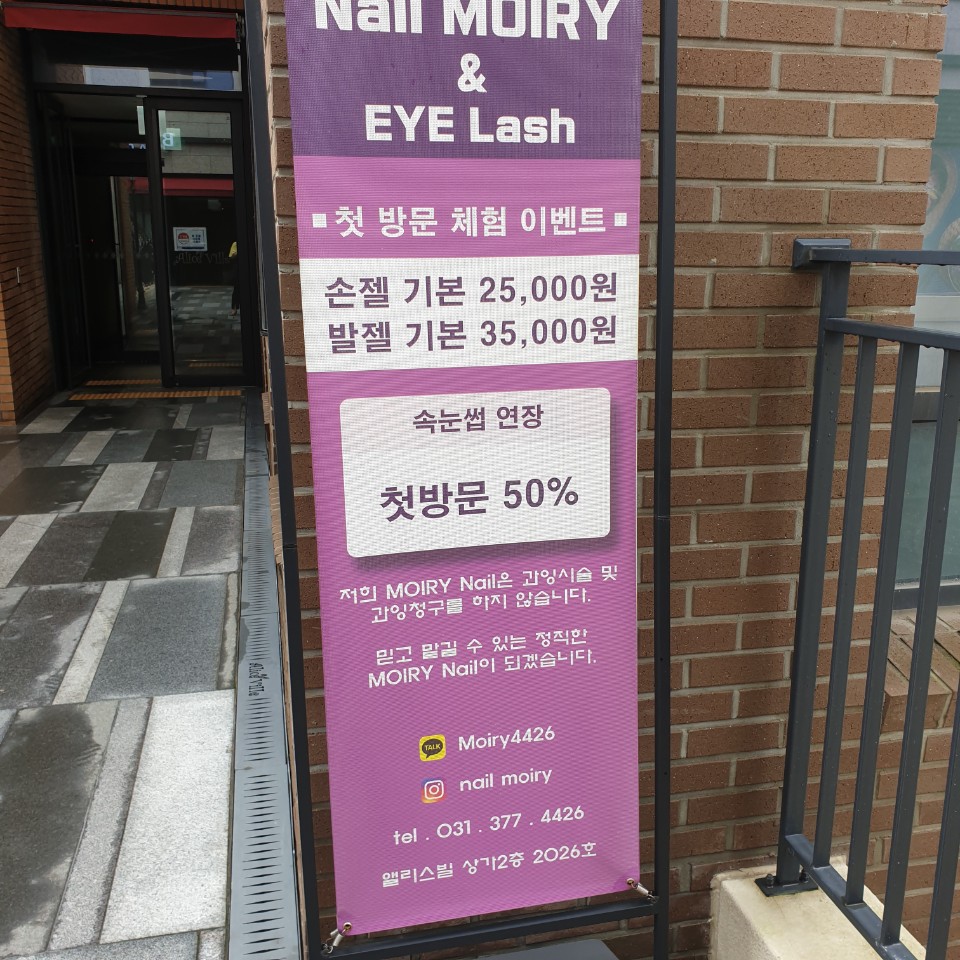 Nail MOIRY
&
EYE Lash
첫 방문 체험 이벤트
손젤 기본 25,000원
발젤 기본 35,000원
속눈썹 연장
첫방문 50%
저희 MOIRY Nail은 과잉시술 및
과잉청구를 하지 않습니다.
믿고 맡길 수 있는 정직한
MOIRY Nail이 되겠습니다.
TALK Moiry4426
nail moiry
tel . 031 . 377 . 4426
앨리스빌 상가2층 2026호